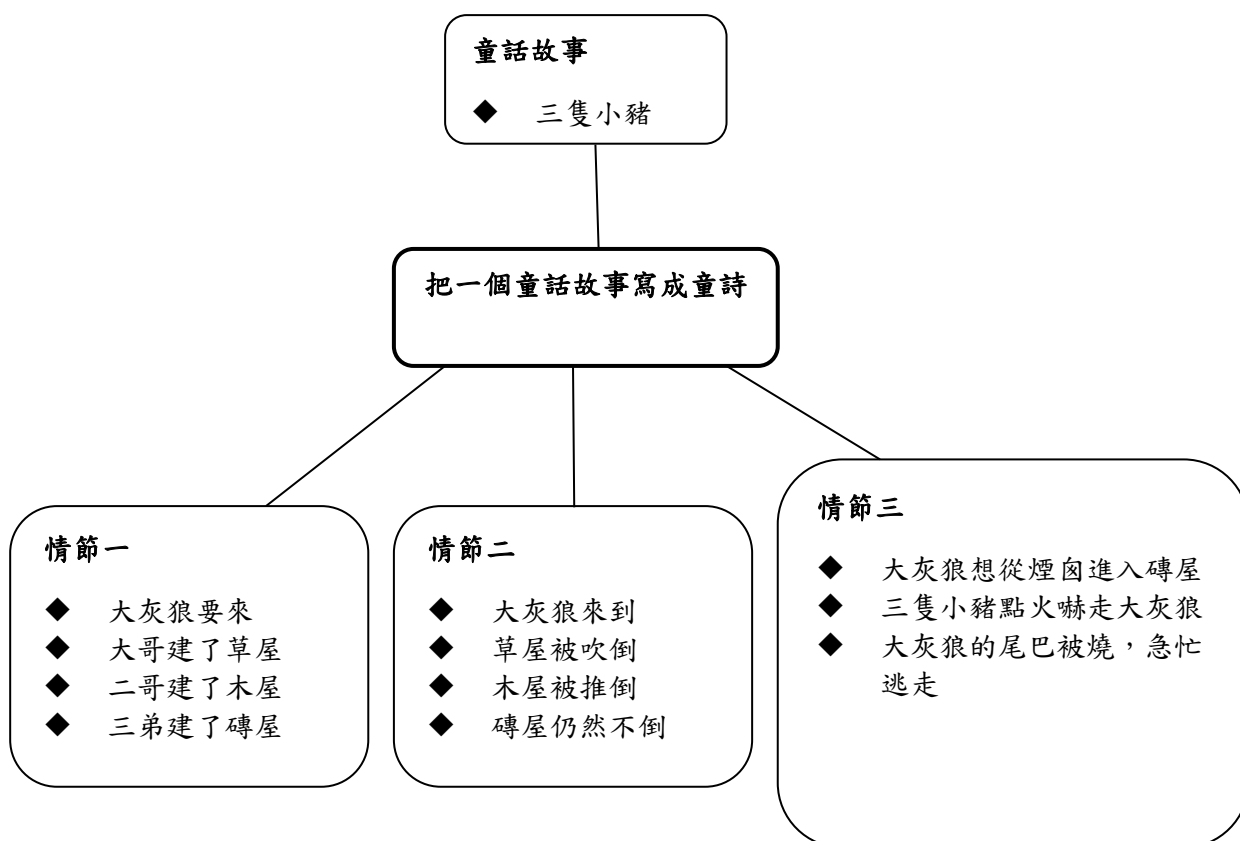 童話故事
◆ 三隻小豬
把一個童話故事寫成童詩
情節一
◆ 大灰狼要來
◆ 大哥建了草屋
◆ 二哥建了木屋
◆ 三弟建了磚屋
情節二
◆ 大灰狼來到
◆ 草屋被吹倒
◆ 木屋被推倒
◆ 磚屋仍然不倒
情節三
◆ 大灰狼想從煙囪進入磚屋
◆ 三隻小豬點火嚇走大灰狼
◆ 大灰狼的尾巴被燒，急忙
逃走